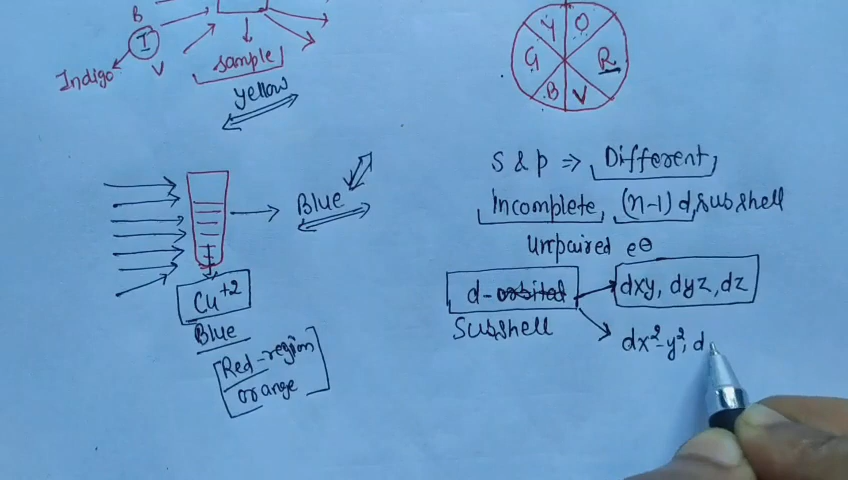 B
I
Indigo
V
sample
yellow
Y O
G R
B V
S & p ⇒ Different
Incomplete, (n-1) d, subshell
Unpaired e⊖
Blue
Cu+2
Blue
Red-region
orange
d-orbital
Subshell
dxy, dyz, dz
dx²-y², d